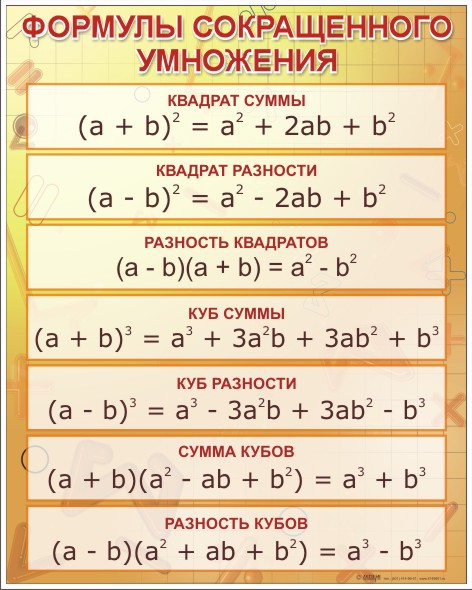 ФОРМУЛЫ СОКРАЩЕННОГО
УМНОЖЕНИЯ
КВАДРАТ СУММЫ
(a + b)² = a² + 2ab + b²
КВАДРАТ РАЗНОСТИ
(a - b)² = a² - 2ab + b²
РАЗНОСТЬ КВАДРАТОВ
(a - b)(a + b) = a² - b²
КУБ СУММЫ
(a + b)³ = a³ + 3a²b + 3ab² + b³
КУБ РАЗНОСТИ
(a - b)³ = a³ - 3a²b + 3ab² - b³
СУММА КУБОВ
(a + b)(a² - ab + b²) = a³ + b³
РАЗНОСТЬ КУБОВ
(a - b)(a² + ab + b²) = a³ - b³